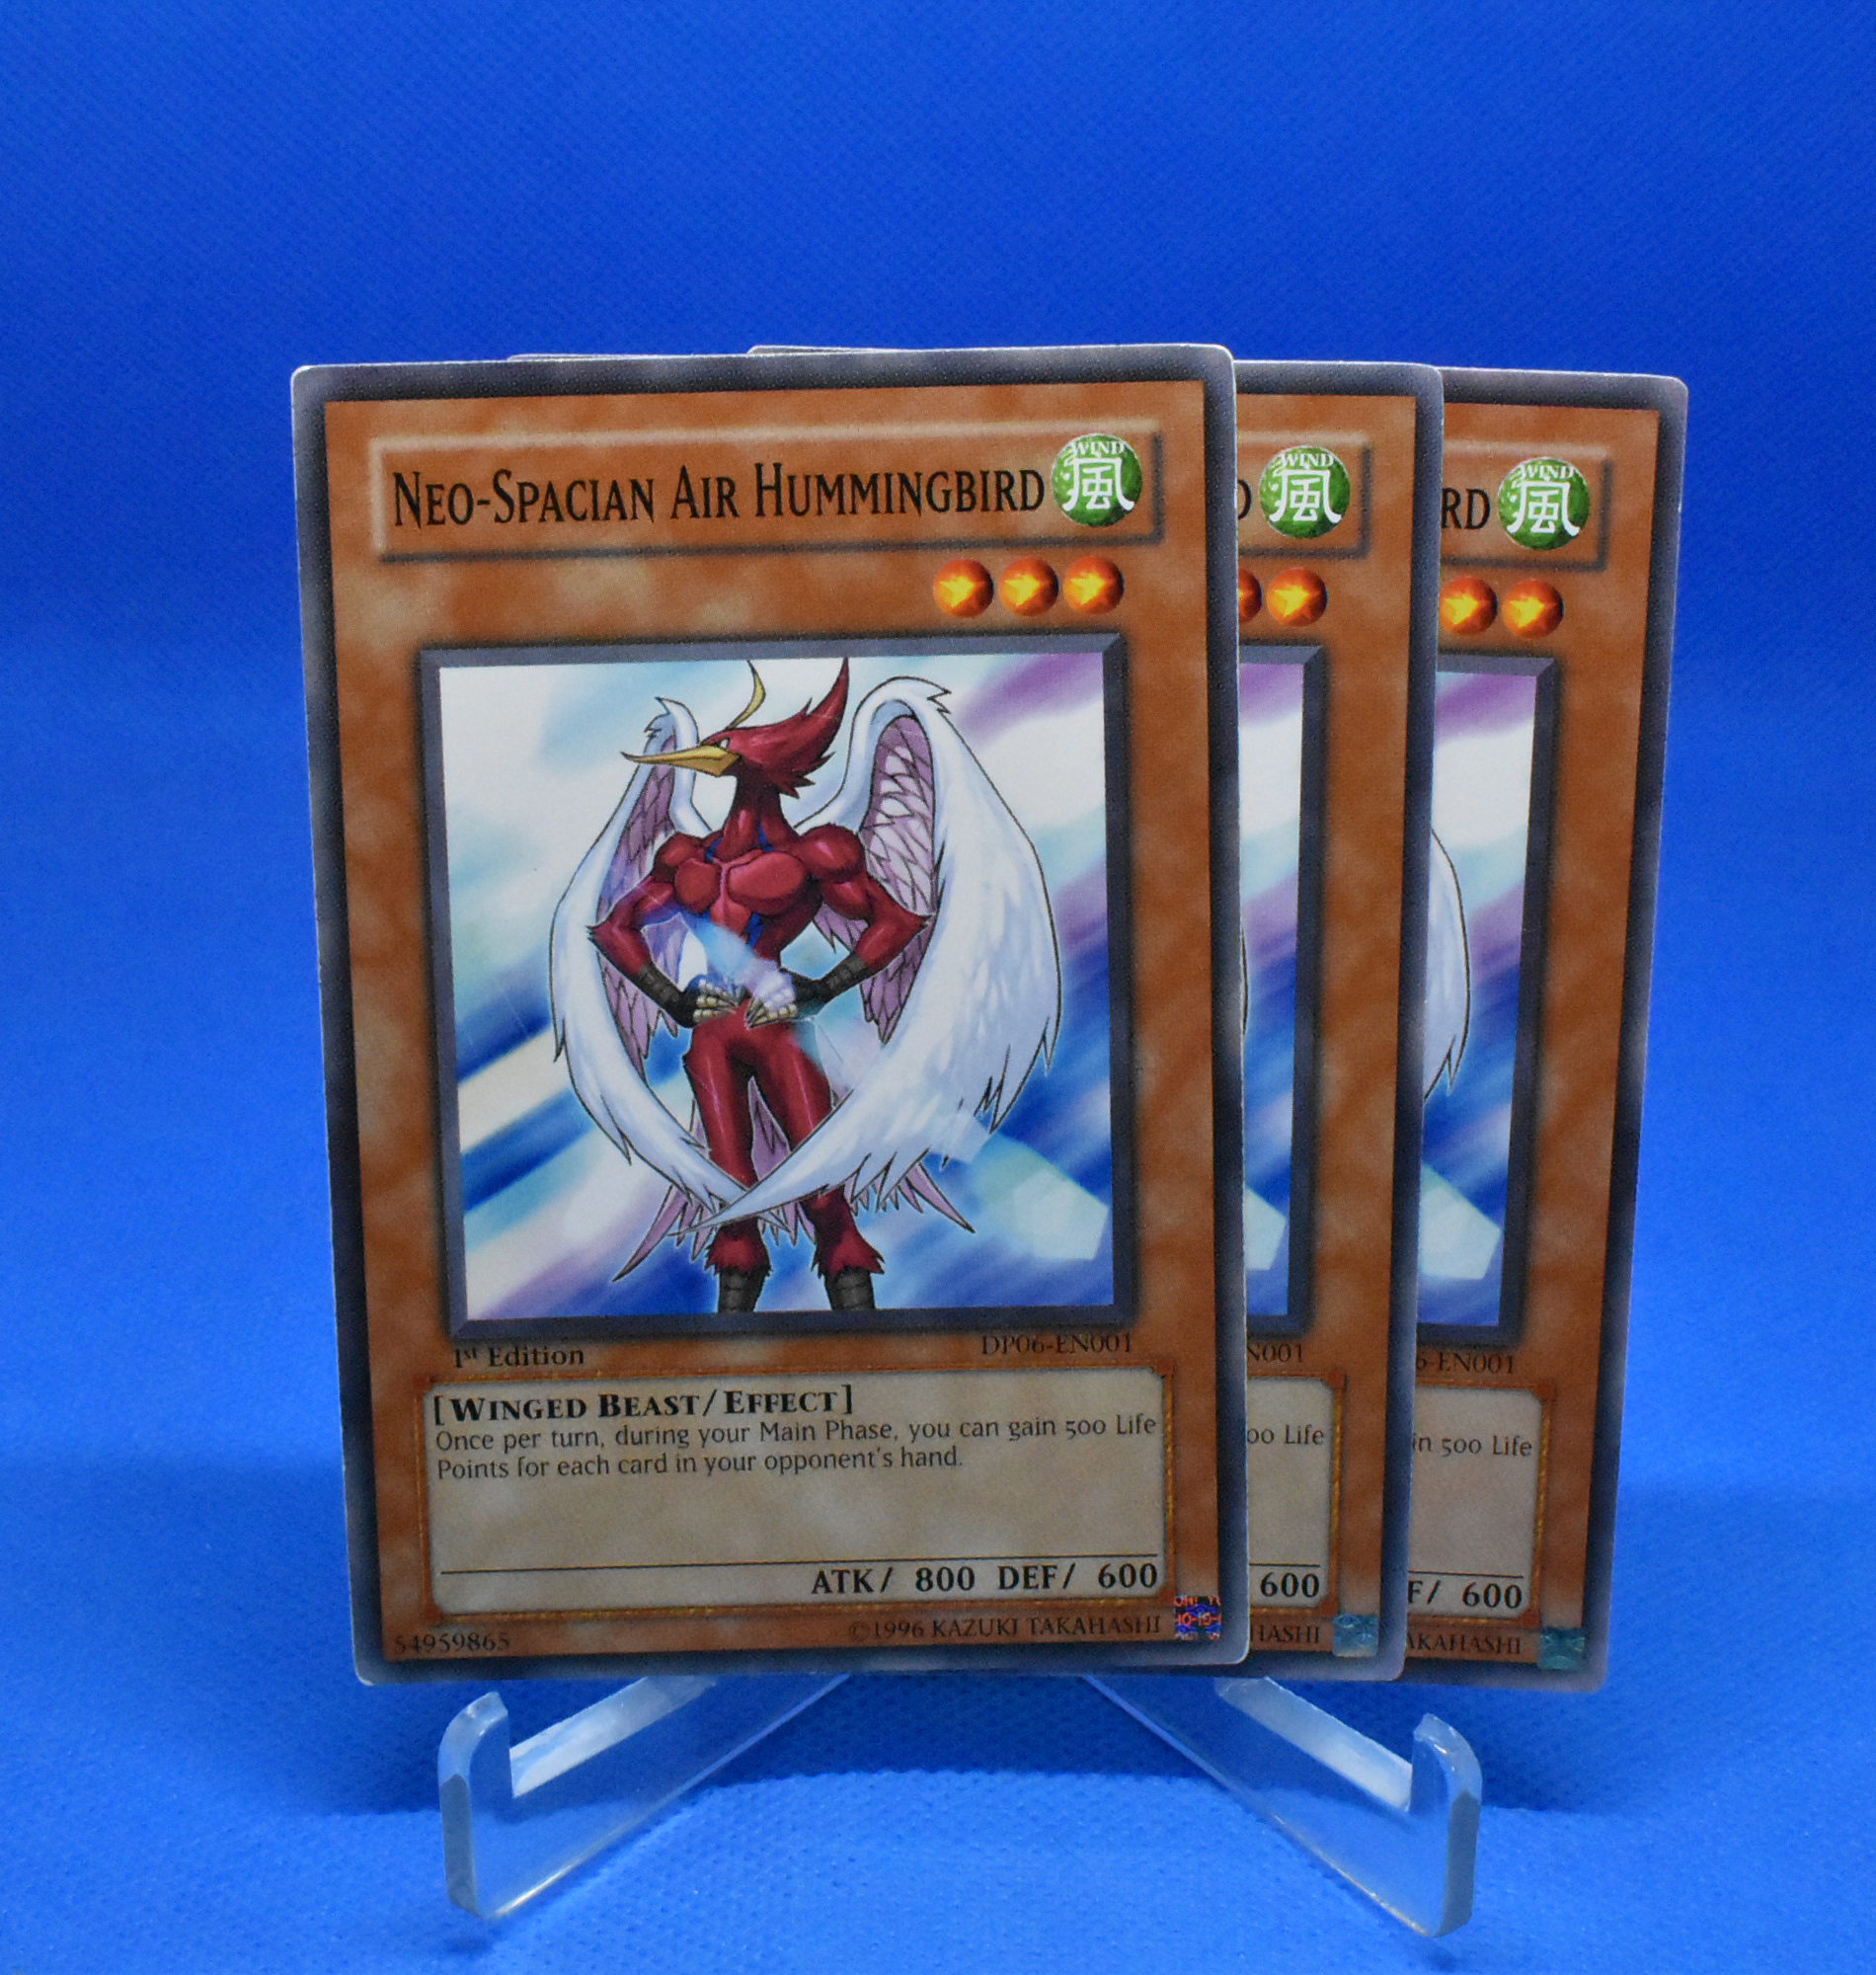 NEO-SPACIAN AIR HUMMINGBIRD
WIND
風
1st Edition
DP06-EN001
[WINGED BEAST/EFFECT]
Once per turn, during your Main Phase, you can gain 500 Life
Points for each card in your opponent's hand.
ATK/ 800 DEF/ 600
54959865
©1996 KAZUKI TAKAHASHI
D
WIND
風
N001
00 Life
600
HASHI
RD
WIND
風
6-EN001
in 500 Life
F/ 600
AKAHASHI